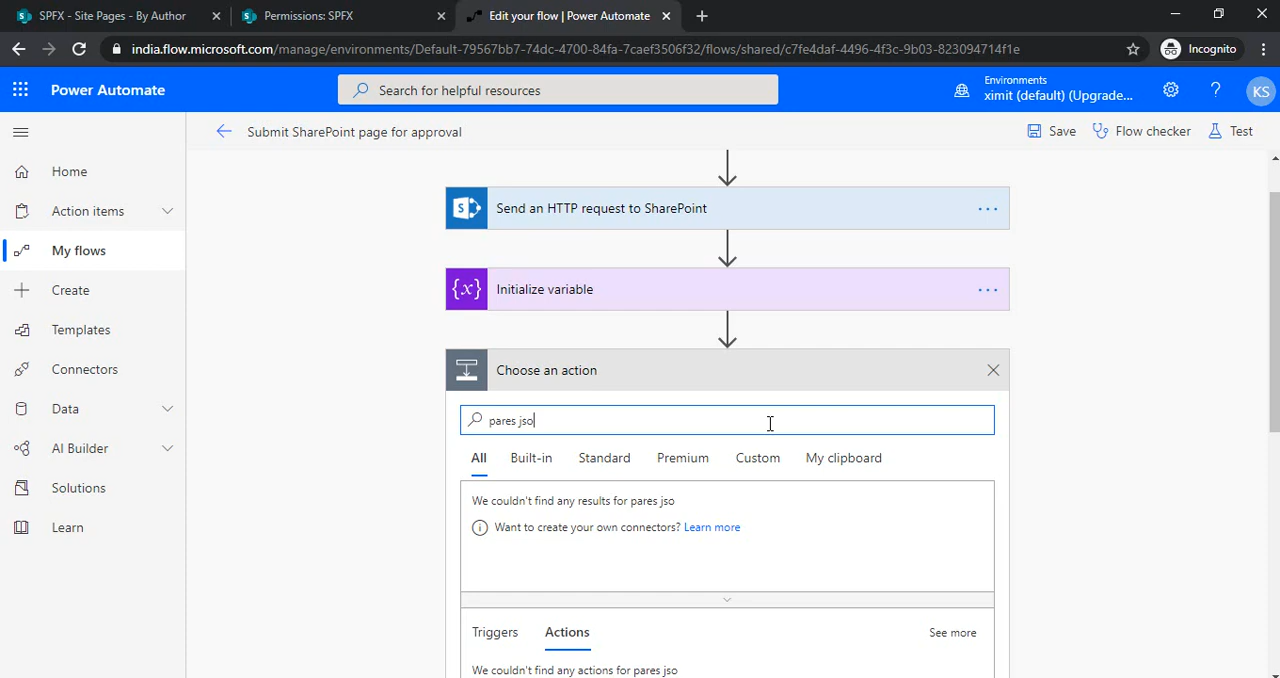 SPFX - Site Pages - By Author
Permissions: SPFX
Edit your flow | Power Automate
india.flow.microsoft.com/manage/environments/Default-79567bb7-74dc-4700-84fa-7caef3506f32/flows/shared/c7fe4daf-4496-4f3c-9b03-823094714f1e
Incognito
Power Automate
Search for helpful resources
Environments
ximit (default) (Upgrade...
KS
Submit SharePoint page for approval
Save
Flow checker
Test
Home
Action items
My flows
Create
Templates
Connectors
Data
AI Builder
Solutions
Learn
Send an HTTP request to SharePoint
Initialize variable
Choose an action
pares jso
All
Built-in
Standard
Premium
Custom
My clipboard
We couldn't find any results for pares jso
Want to create your own connectors? Learn more
Triggers
Actions
See more
We couldn't find any actions for pares jso